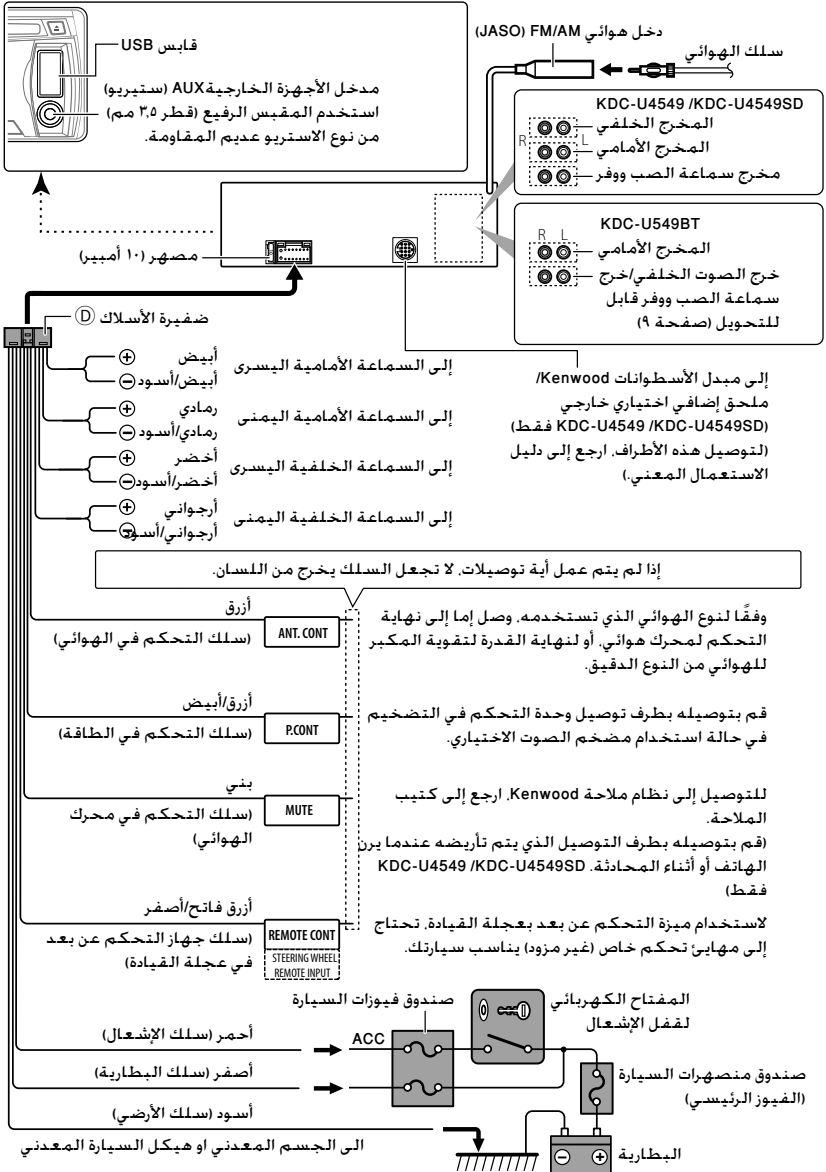 قابس USB
مدخل الأجهزة الخارجيةAUX (ستيريو)
استخدم المقبس الرفيع (قطر ٣٫٥ مم)
من نوع الاستريو عديم المقاومة.
دخل هوائي FM/AM (JASO)
سلك الهوائي
KDC-U4549 /KDC-U4549SD
المخرج الخلفي
R L
المخرج الأمامي
مخرج سماعة الصب ووفر
KDC-U549BT
R L
المخرج الأمامي
خرج الصوت الخلفي/خرج
سماعة الصب ووفر قابل
للتحويل (صفحة ٩)
مصهر (١٠ أمبير)
ضفيرة الأسلاك Ⓓ
إلى مبدل الأسطوانات Kenwood/
ملحق إضافي اختياري خارجي
(KDC-U4549 /KDC-U4549SD فقط)
(لتوصيل هذه الأطراف، ارجع إلى دليل
الاستعمال المعني.)
أبيض ⊕
أبيض/أسود ⊖
إلى السماعة الأمامية اليسرى
رمادي ⊕
رمادي/أسود ⊖
إلى السماعة الأمامية اليمنى
أخضر ⊕
أخضر/أسود ⊖
إلى السماعة الخلفية اليسرى
أرجواني ⊕
أرجواني/أسود ⊖
إلى السماعة الخلفية اليمنى
إذا لم يتم عمل أية توصيلات، لا تجعل السلك يخرج من اللسان.
أزرق
(سلك التحكم في الهوائي)
ANT. CONT
وفقًا لنوع الهوائي الذي تستخدمه، وصل إما إلى نهاية
التحكم لمحرك هوائي، أو لنهاية القدرة لتقوية المكبر
للهوائي من النوع الدقيق.
أزرق/أبيض
(سلك التحكم في الطاقة)
P.CONT
قم بتوصيله بطرف توصيل وحدة التحكم في التضخيم
في حالة استخدام مضخم الصوت الاختياري.
بني
(سلك التحكم في محرك
الهوائي)
MUTE
للتوصيل إلى نظام ملاحة Kenwood، ارجع إلى كتيب
الملاحة.
(قم بتوصيله بطرف التوصيل الذي يتم تأريضه عندما يرن
الهاتف أو أثناء المحادثة. KDC-U4549 /KDC-U4549SD
فقط)
أزرق فاتح/أصفر
(سلك جهاز التحكم عن بعد
في عجلة القيادة)
REMOTE CONT
STEERING WHEEL
REMOTE INPUT
لاستخدام ميزة التحكم عن بعد بعجلة القيادة، تحتاج
إلى مهايئ تحكم خاص (غير مزود) يناسب سيارتك.
صندوق فيوزات السيارة
المفتاح الكهربائي
لقفل الإشعال
أحمر (سلك الإشعال)
ACC
أصفر (سلك البطارية)
صندوق منصهرات السيارة
(الفيوز الرئيسي)
أسود (سلك الأرضي)
الى الجسم المعدني او هيكل السيارة المعدني
⊖ ⊕
البطارية